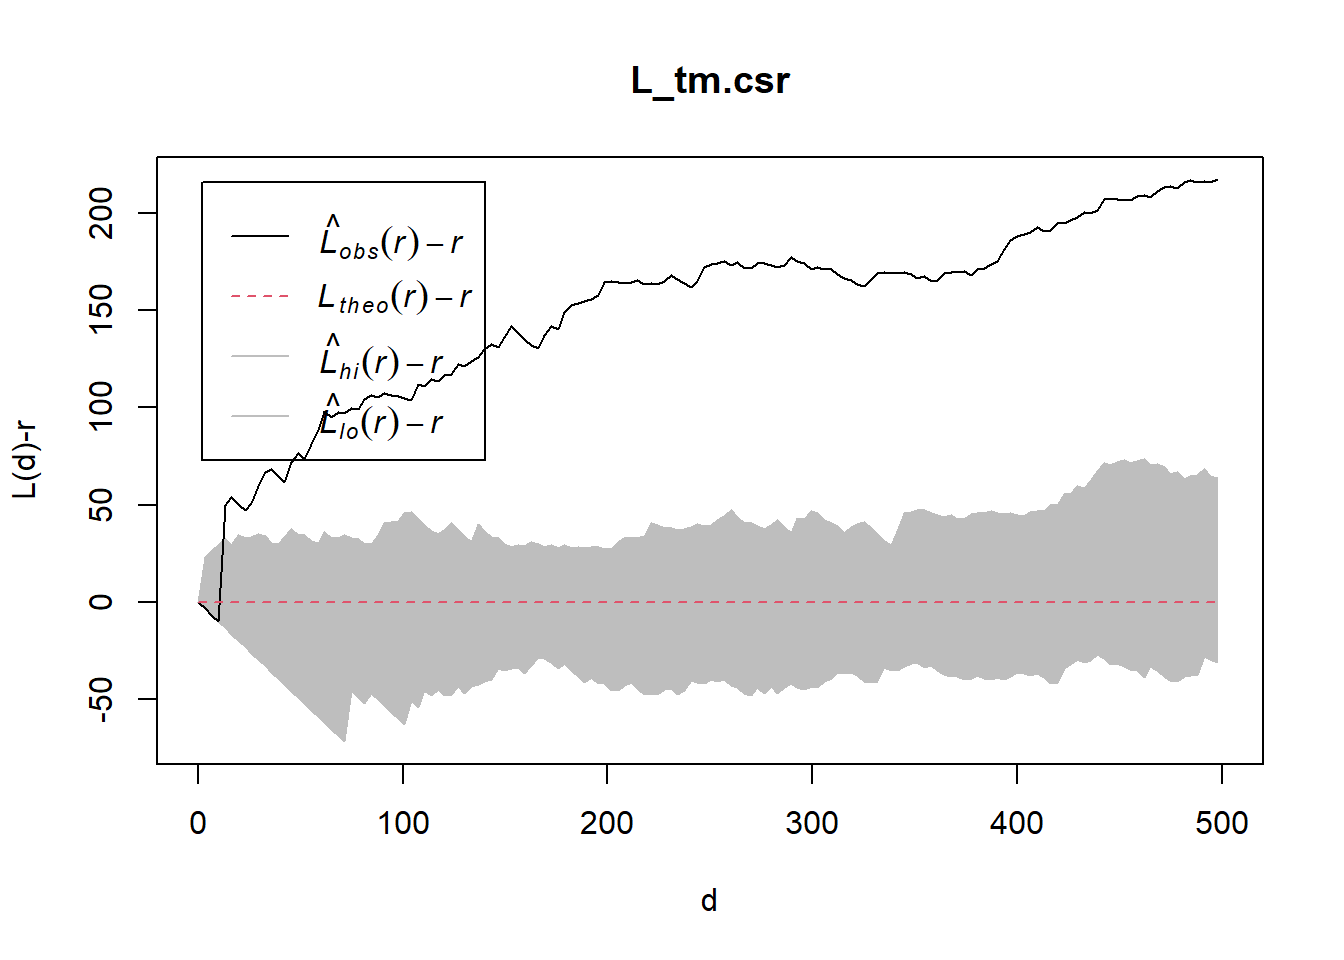 L_tm.csr
L̂obs(r) − r
Ltheo(r) − r
L̂hi(r) − r
L̂lo(r) − r
L(d)-r
200
150
100
50
0
-50
0 100 200 300 400 500
d